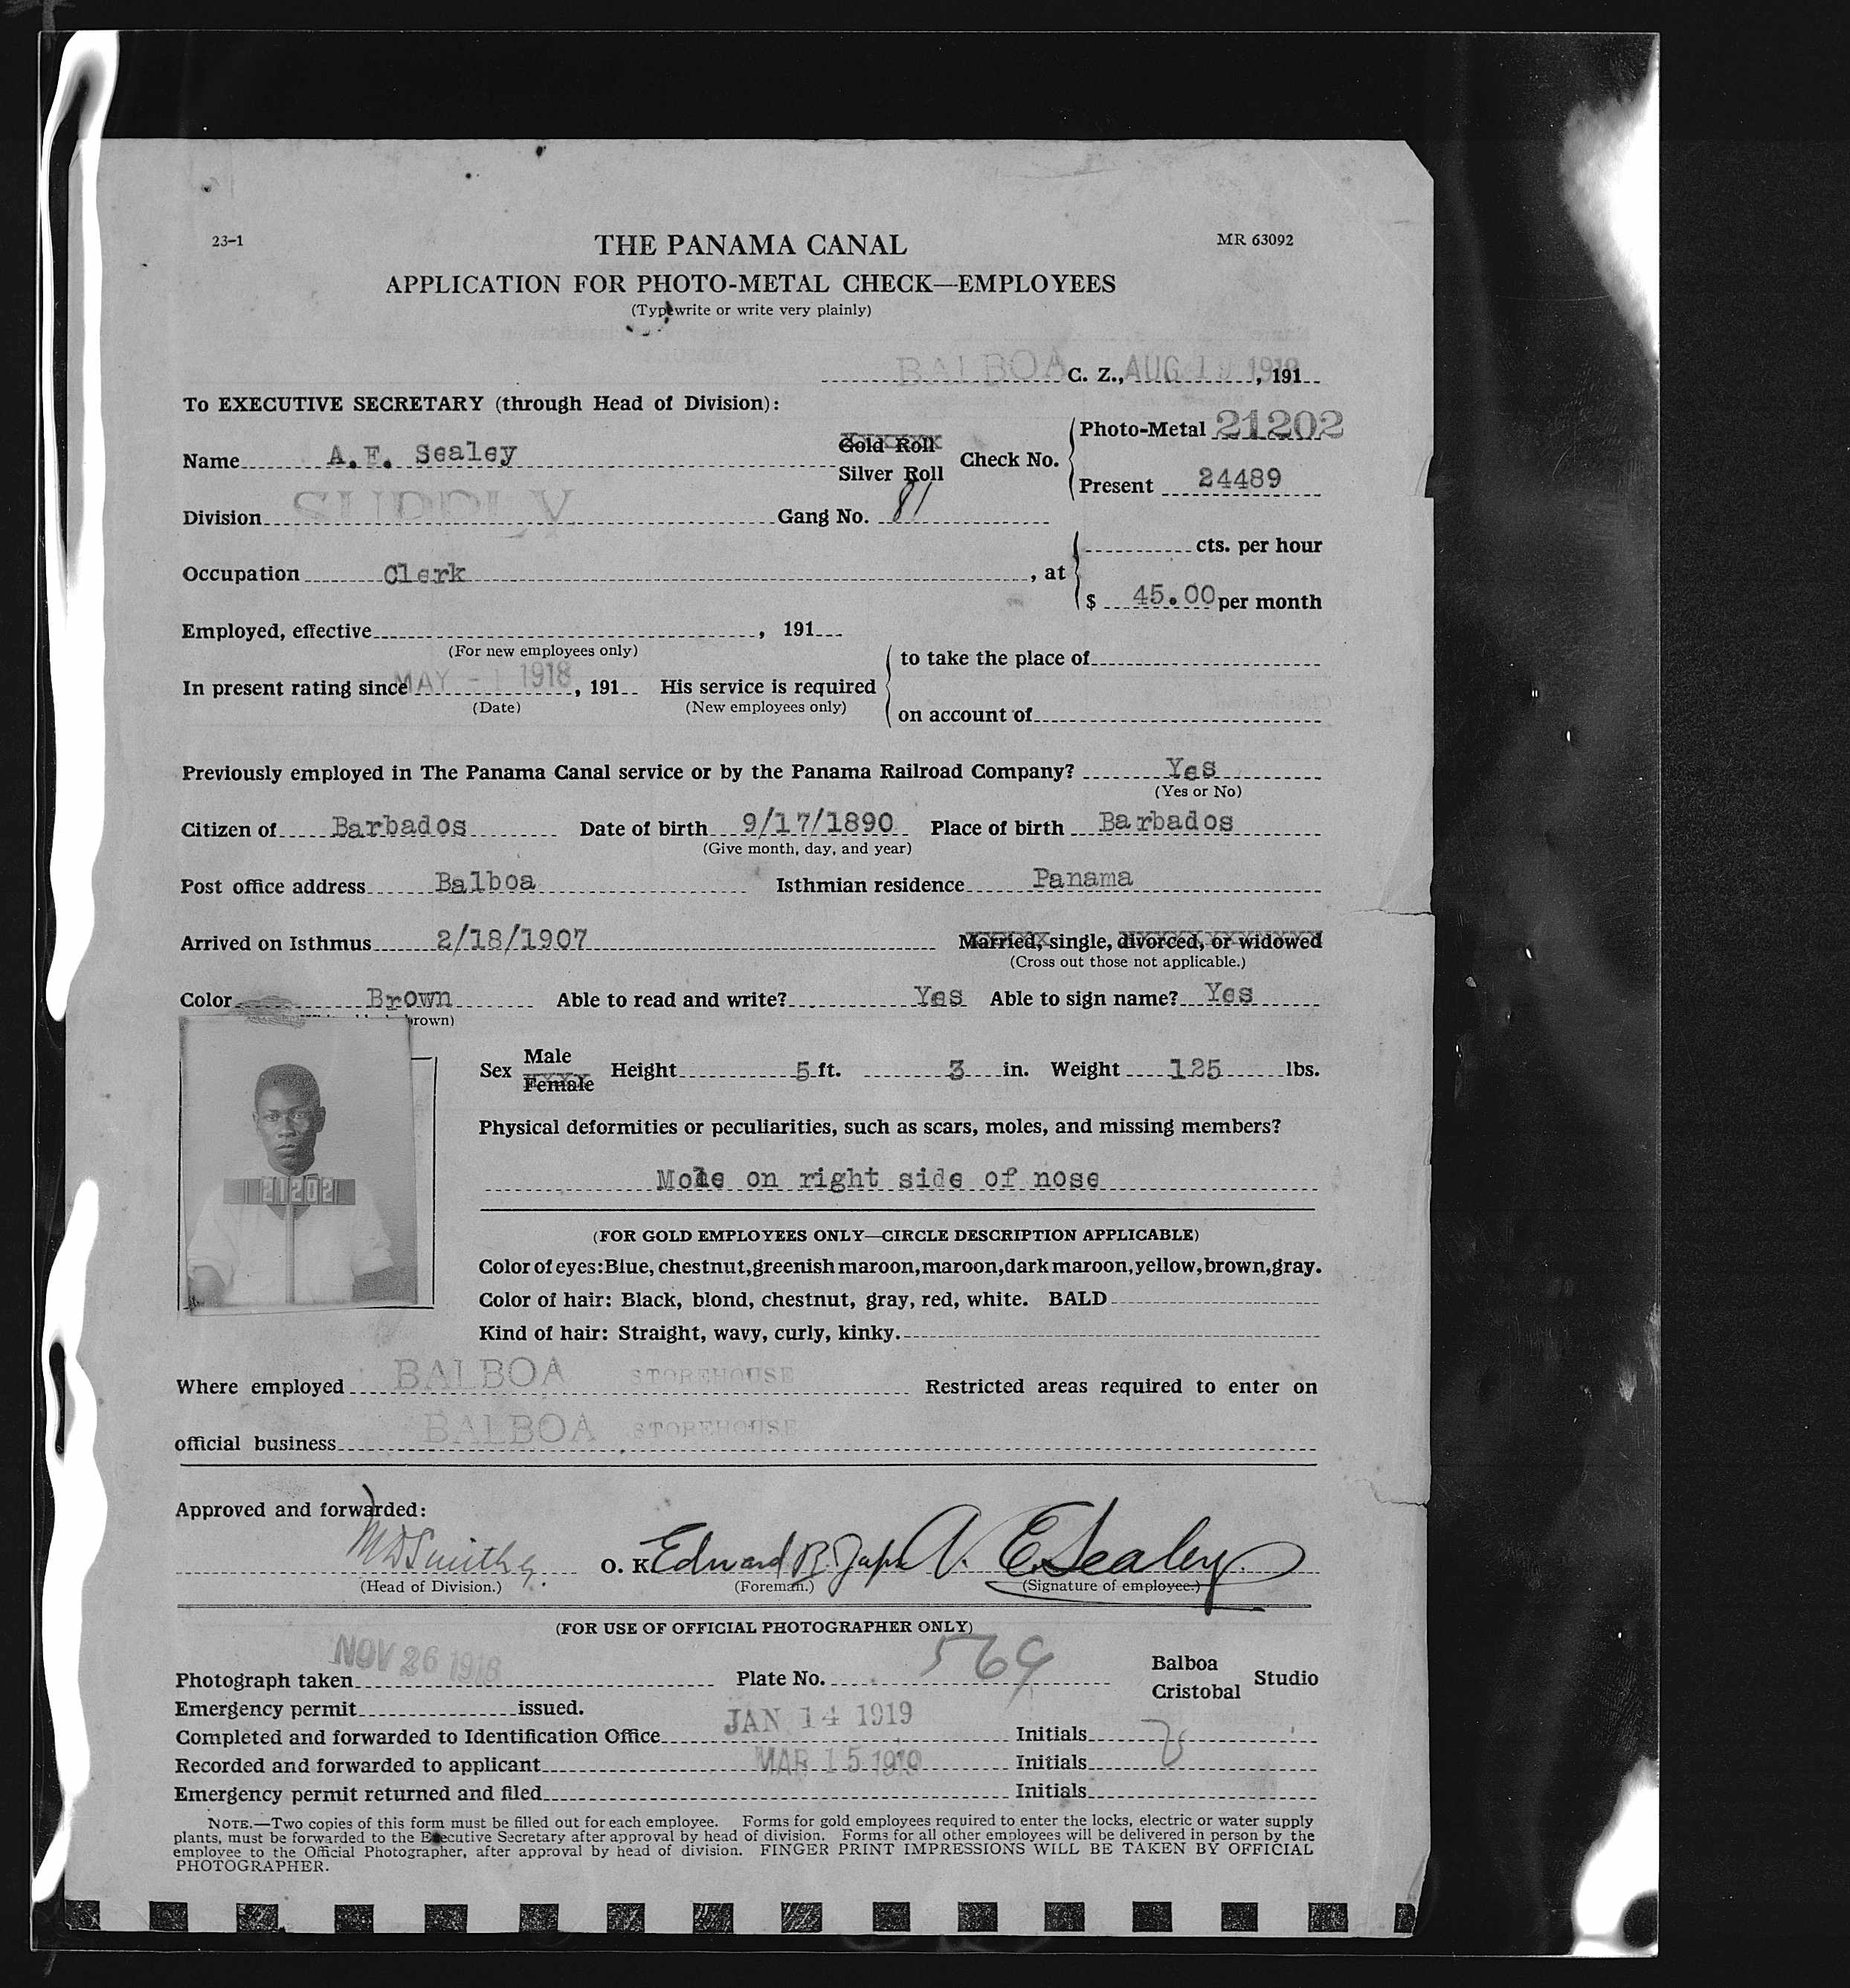 23-1
THE PANAMA CANAL
MR 63092
APPLICATION FOR PHOTO-METAL CHECK—EMPLOYEES
(Typewrite or write very plainly)
BALBOA C. Z., AUG 19 1918, 191
To EXECUTIVE SECRETARY (through Head of Division):
Name A.E. Sealey Gold Roll Silver Roll Check No. Photo-Metal 21202
Present 24489
Division SUPPLY Gang No. 81
cts. per hour
Occupation Clerk, at
$ 45.00 per month
Employed, effective, 191
(For new employees only)
to take the place of
In present rating since MAY - 1 1918, 191 His service is required
(Date) (New employees only)
on account of
Previously employed in The Panama Canal service or by the Panama Railroad Company? Yes
(Yes or No)
Citizen of Barbados Date of birth 9/17/1890 Place of birth Barbados
(Give month, day, and year)
Post office address Balboa Isthmian residence Panama
Arrived on Isthmus 2/18/1907 Married, single, divorced, or widowed
(Cross out those not applicable.)
Color Brown Able to read and write? Yes Able to sign name? Yes
brown)
Sex Male Female Height 5 ft. 3 in. Weight 125 lbs.
Physical deformities or peculiarities, such as scars, moles, and missing members?
Mole on right side of nose
21202
(FOR GOLD EMPLOYEES ONLY—CIRCLE DESCRIPTION APPLICABLE)
Color of eyes: Blue, chestnut, greenish maroon, maroon, dark maroon, yellow, brown, gray.
Color of hair: Black, blond, chestnut, gray, red, white. BALD
Kind of hair: Straight, wavy, curly, kinky.
Where employed BALBOA STOREHOUSE Restricted areas required to enter on
official business BALBOA STOREHOUSE
Approved and forwarded:
O. K. Edward R. A. E. Sealey
(Head of Division.) (Foreman.) (Signature of employee.)
(FOR USE OF OFFICIAL PHOTOGRAPHER ONLY)
Photograph taken NOV 26 1918 Plate No. 569 Balboa Cristobal Studio
Emergency permit issued.
Completed and forwarded to Identification Office JAN 14 1919 Initials
Recorded and forwarded to applicant MAR 15 1919 Initials
Emergency permit returned and filed Initials
NOTE.—Two copies of this form must be filled out for each employee. Forms for gold employees required to enter the locks, electric or water supply
plants, must be forwarded to the Executive Secretary after approval by head of division. Forms for all other employees will be delivered in person by the
employee to the Official Photographer, after approval by head of division. FINGER PRINT IMPRESSIONS WILL BE TAKEN BY OFFICIAL
PHOTOGRAPHER.